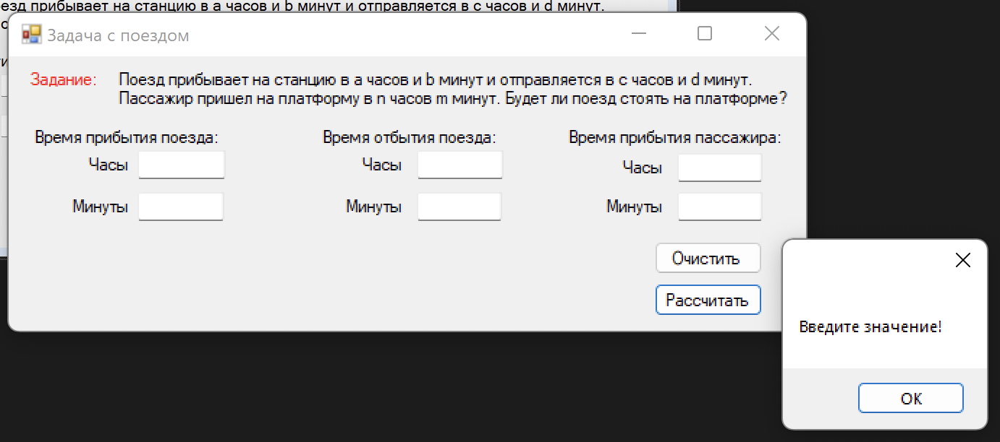 езд прибывает на станцию в a часов и b минут и отправляется в c часов и d минут.
Задача с поездом
Задание: Поезд прибывает на станцию в a часов и b минут и отправляется в c часов и d минут.
Пассажир пришел на платформу в n часов m минут. Будет ли поезд стоять на платформе?
Время прибытия поезда: Время отбытия поезда: Время прибытия пассажира:
Часы Часы Часы
Минуты Минуты Минуты
Очистить
Рассчитать
Введите значение!
OK